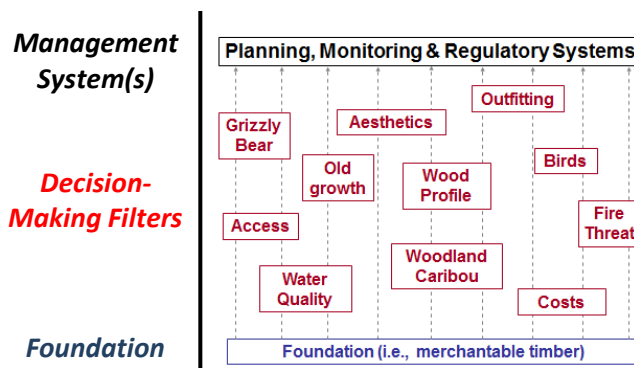 Management
System(s)
Planning, Monitoring & Regulatory Systems
Outfitting
Grizzly
Bear
Aesthetics
Old
growth
Wood
Profile
Birds
Decision-
Making Filters
Access
Fire
Threat
Water
Quality
Woodland
Caribou
Costs
Foundation
Foundation (i.e., merchantable timber)